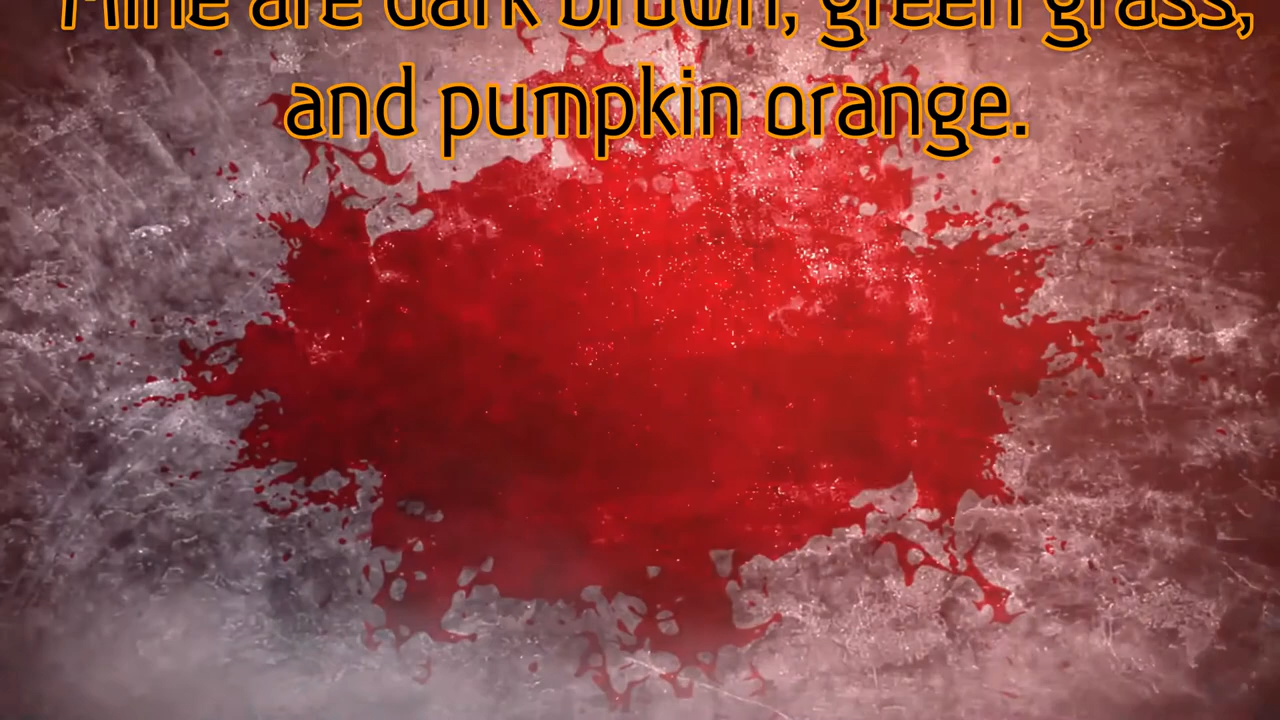 Mine are dark brown, green grass,
and pumpkin orange.